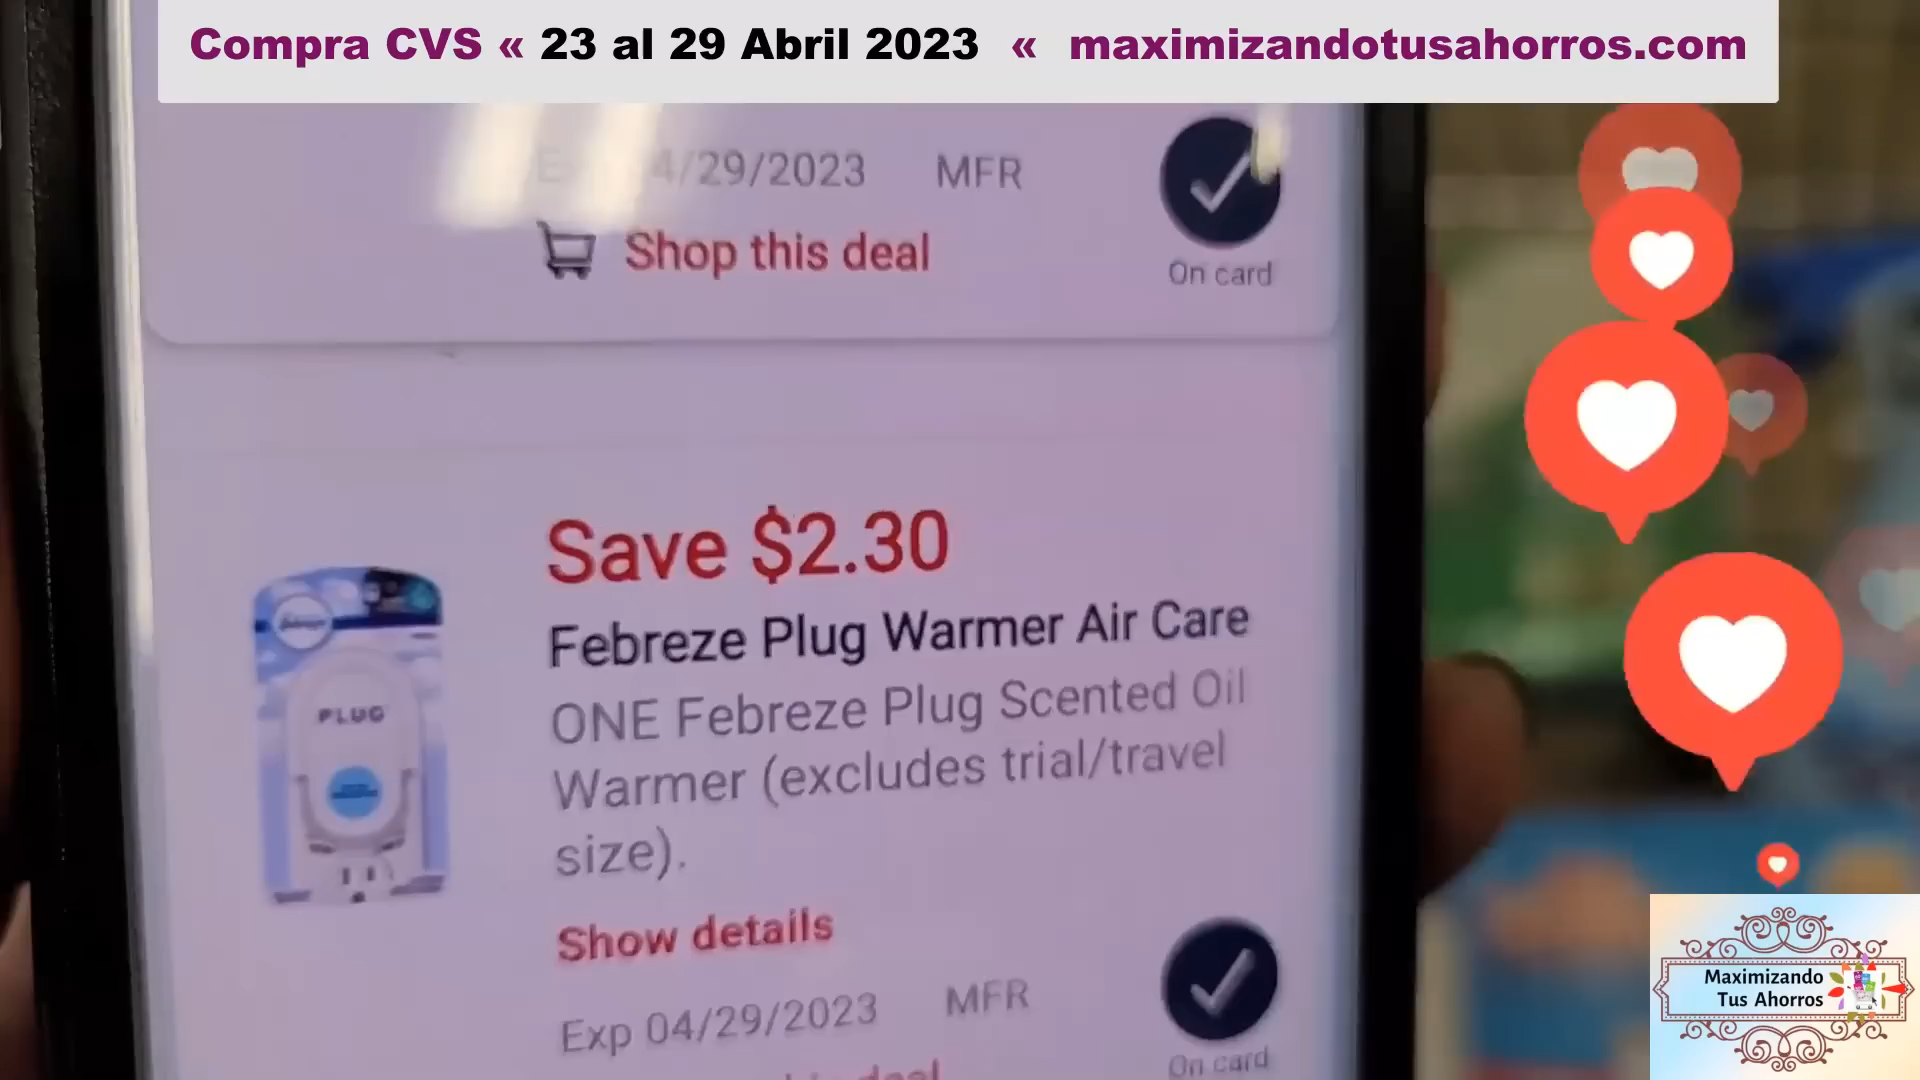 Compra CVS « 23 al 29 Abril 2023 « maximizandotusahorros.com
4/29/2023 MFR
Shop this deal
On card
Save $2.30
Febreze Plug Warmer Air Care
ONE Febreze Plug Scented Oil
Warmer (excludes trial/travel
size).
Show details
Exp 04/29/2023 MFR
On card
febreze
PLUG
Maximizando
Tus Ahorros